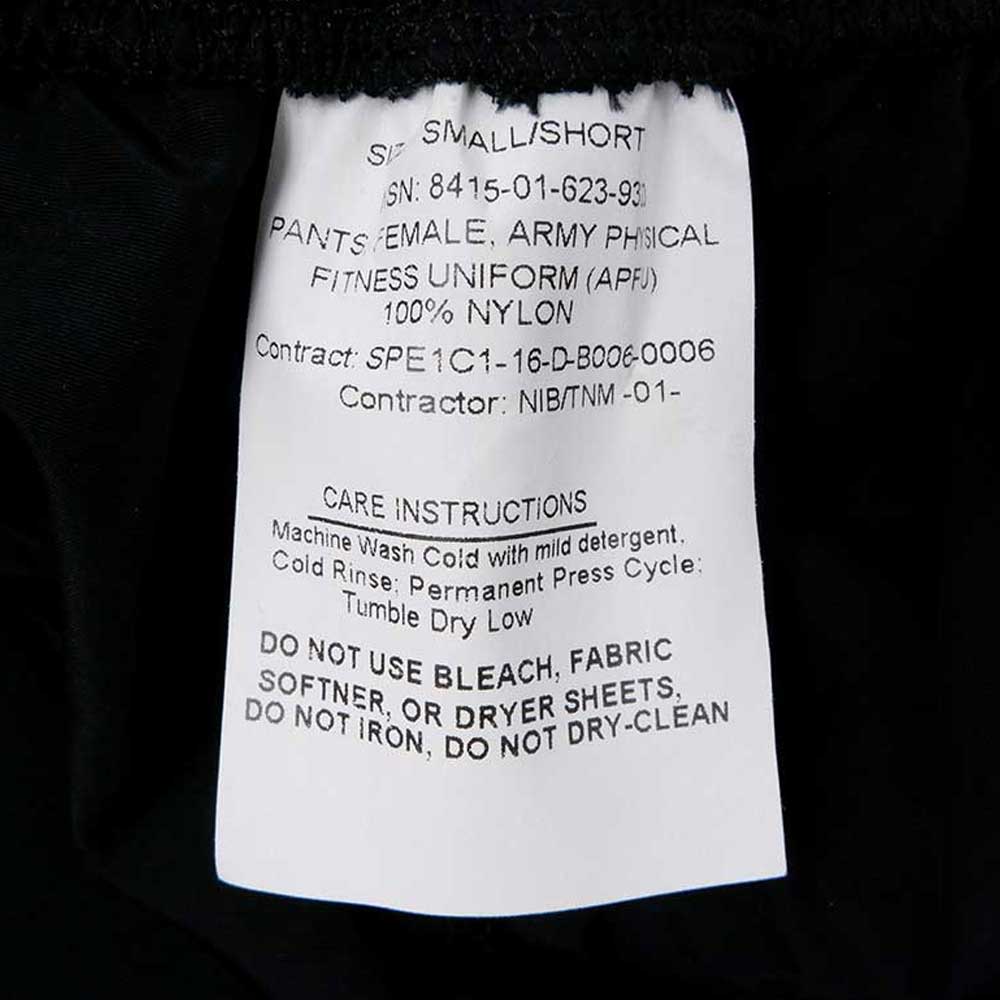 SMALL/SHORT
8415-01-623-93
PANTS FEMALE, ARMY PHYSICAL
FITNESS UNIFORM (APFU)
100% NYLON
Contract: SPE1C1-16-D-B006-0006
Contractor: NIB/TNM -01-
CARE INSTRUCTIONS
Machine Wash Cold with mild detergent,
Cold Rinse; Permanent Press Cycle;
Tumble Dry Low
DO NOT USE BLEACH, FABRIC
SOFTNER, OR DRYER SHEETS,
DO NOT IRON, DO NOT DRY-CLEAN